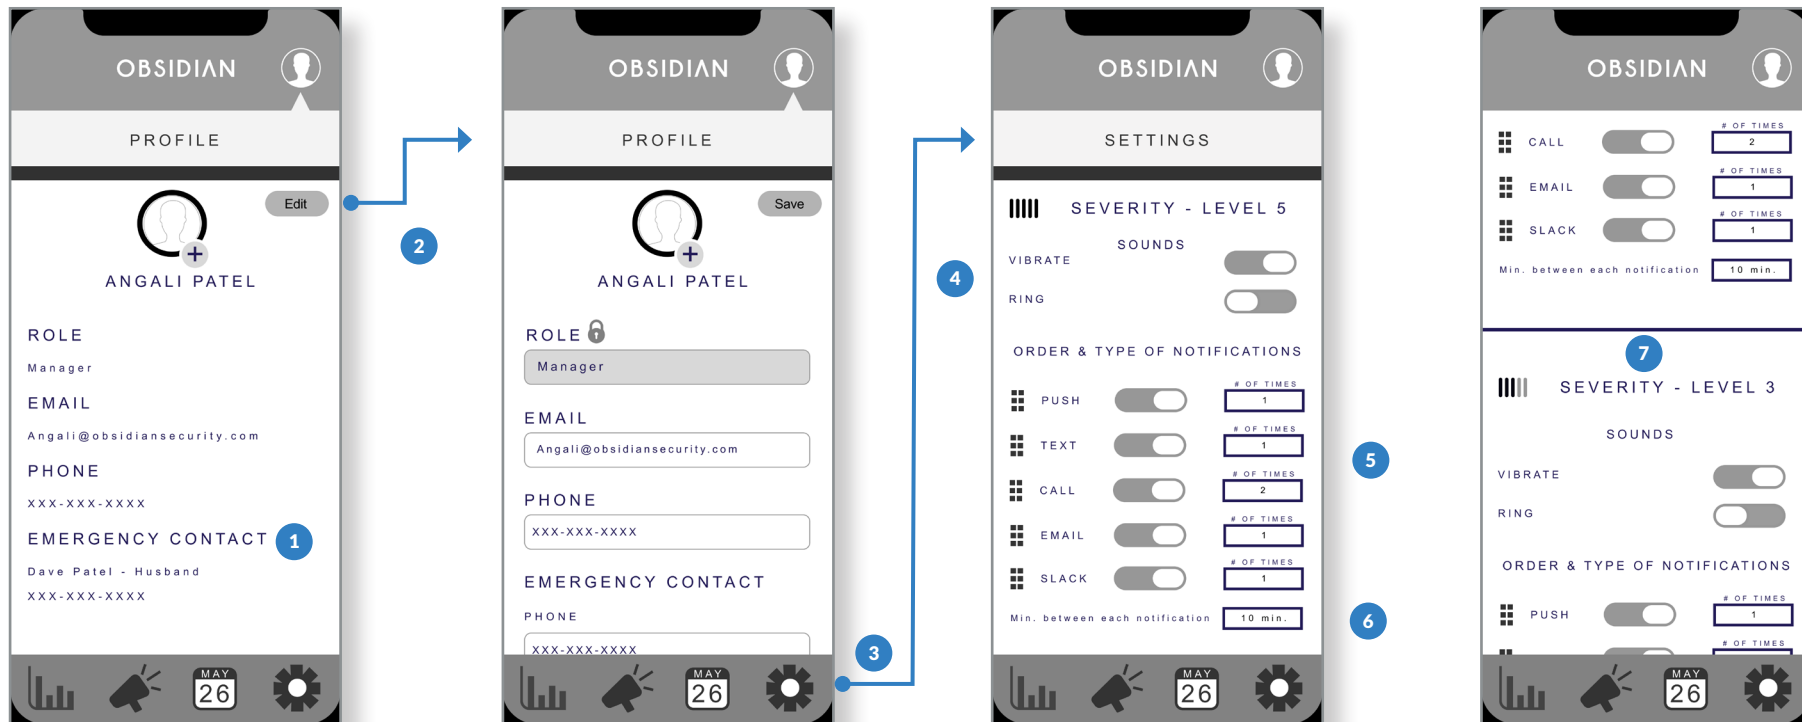 OBSIDIAN
PROFILE
Edit
ANGALI PATEL
ROLE
Manager
EMAIL
Angali@obsidiansecurity.com
PHONE
XXX-XXX-XXXX
EMERGENCY CONTACT
1
Dave Patel - Husband
XXX-XXX-XXXX
MAY
26
2
OBSIDIAN
PROFILE
Save
ANGALI PATEL
ROLE
Manager
EMAIL
Angali@obsidiansecurity.com
PHONE
XXX-XXX-XXXX
EMERGENCY CONTACT
PHONE
XXX-XXX-XXXX
MAY
26
3
4
OBSIDIAN
SETTINGS
SEVERITY - LEVEL 5
SOUNDS
VIBRATE
RING
ORDER & TYPE OF NOTIFICATIONS
# OF TIMES
PUSH 1
# OF TIMES
TEXT 1
# OF TIMES
CALL 2
# OF TIMES
EMAIL 1
# OF TIMES
SLACK 1
Min. between each notification 10 min.
MAY
26
5
6
OBSIDIAN
# OF TIMES
CALL 2
# OF TIMES
EMAIL 1
# OF TIMES
SLACK 1
Min. between each notification 10 min.
7
SEVERITY - LEVEL 3
SOUNDS
VIBRATE
RING
ORDER & TYPE OF NOTIFICATIONS
# OF TIMES
PUSH 1
# OF TIMES
MAY
26